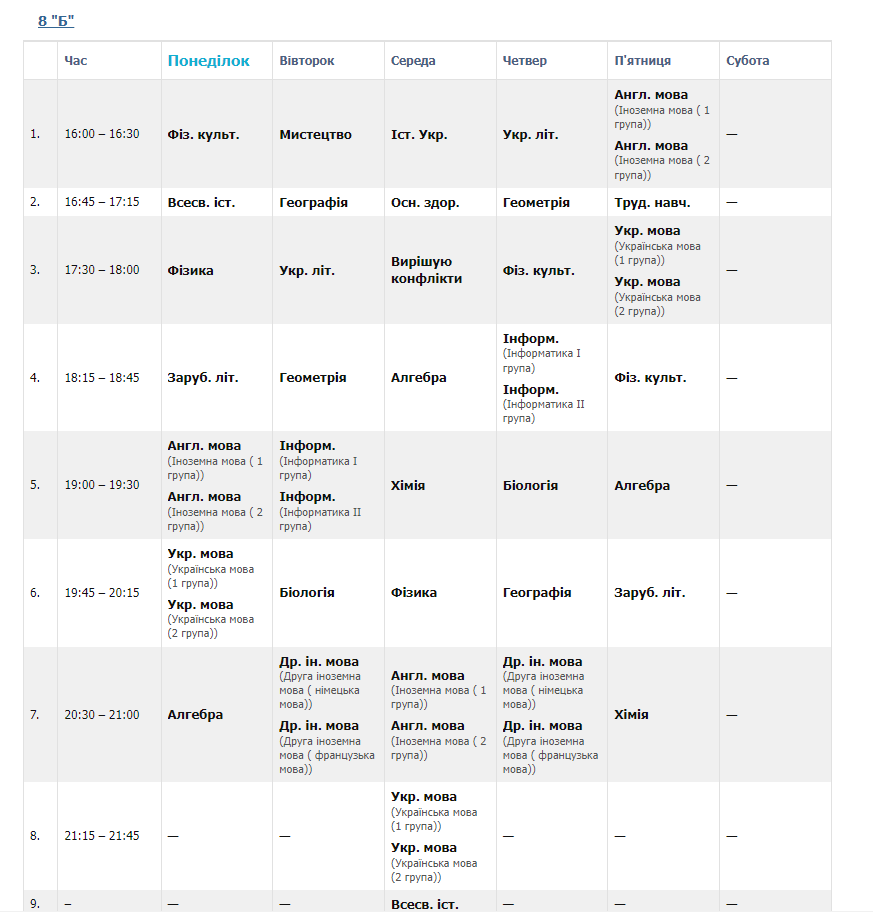 8 "Б"
Час Понеділок Вівторок Середа Четвер П'ятниця Субота
1. 16:00 – 16:30 Фіз. культ. Мистецтво Іст. Укр. Укр. літ. Англ. мова
(Іноземна мова ( 1
група))
Англ. мова
(Іноземна мова ( 2
група))
—
2. 16:45 – 17:15 Всесв. іст. Географія Осн. здор. Геометрія Труд. навч. —
3. 17:30 – 18:00 Фізика Укр. літ. Вирішую
конфлікти
Фіз. культ. Укр. мова
(Українська мова
(1 група))
Укр. мова
(Українська мова
(2 група))
—
4. 18:15 – 18:45 Заруб. літ. Геометрія Алгебра Інформ.
(Інформатика І
група)
Інформ.
(Інформатика ІІ
група)
Фіз. культ. —
5. 19:00 – 19:30 Англ. мова
(Іноземна мова ( 1
група))
Англ. мова
(Іноземна мова ( 2
група))
Інформ.
(Інформатика І
група)
Інформ.
(Інформатика ІІ
група)
Хімія Біологія Алгебра —
6. 19:45 – 20:15 Укр. мова
(Українська мова
(1 група))
Укр. мова
(Українська мова
(2 група))
Біологія Фізика Географія Заруб. літ. —
7. 20:30 – 21:00 Алгебра Др. ін. мова
(Друга іноземна
мова ( німецька
мова))
Др. ін. мова
(Друга іноземна
мова ( французька
мова))
Англ. мова
(Іноземна мова ( 1
група))
Англ. мова
(Іноземна мова ( 2
група))
Др. ін. мова
(Друга іноземна
мова ( німецька
мова))
Др. ін. мова
(Друга іноземна
мова ( французька
мова))
Хімія —
8. 21:15 – 21:45 — — Укр. мова
(Українська мова
(1 група))
Укр. мова
(Українська мова
(2 група))
— — —
9. – — — Всесв. іст. — — —